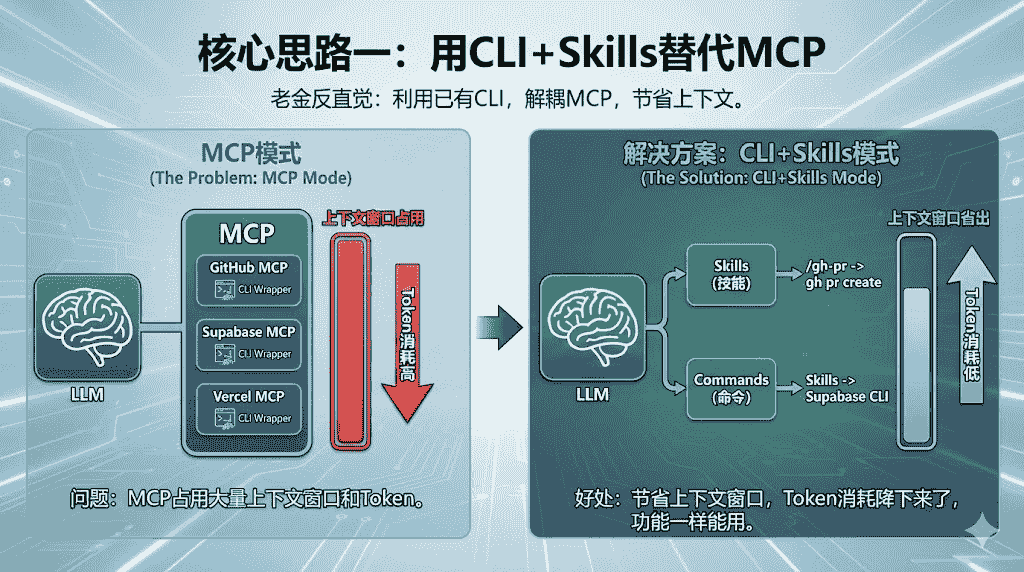 核心思路一：用CLI+Skills替代MCP
老金反直觉：利用已有CLI，解耦MCP，节省上下文。
MCP模式
(The Problem: MCP Mode)
LLM
MCP
GitHub MCP
CLI Wrapper
Supabase MCP
CLI Wrapper
Vercel MCP
CLI Wrapper
上下文窗口占用
Token消耗高
问题：MCP占用大量上下文窗口和Token。
解决方案：CLI+Skills模式
(The Solution: CLI+Skills Mode)
LLM
Skills
(技能)
/gh-pr ->
gh pr create
Commands
(命令)
Skills ->
Supabase CLI
上下文窗口省出
Token消耗低
好处：节省上下文窗口，Token消耗降下来了，
功能一样能用。